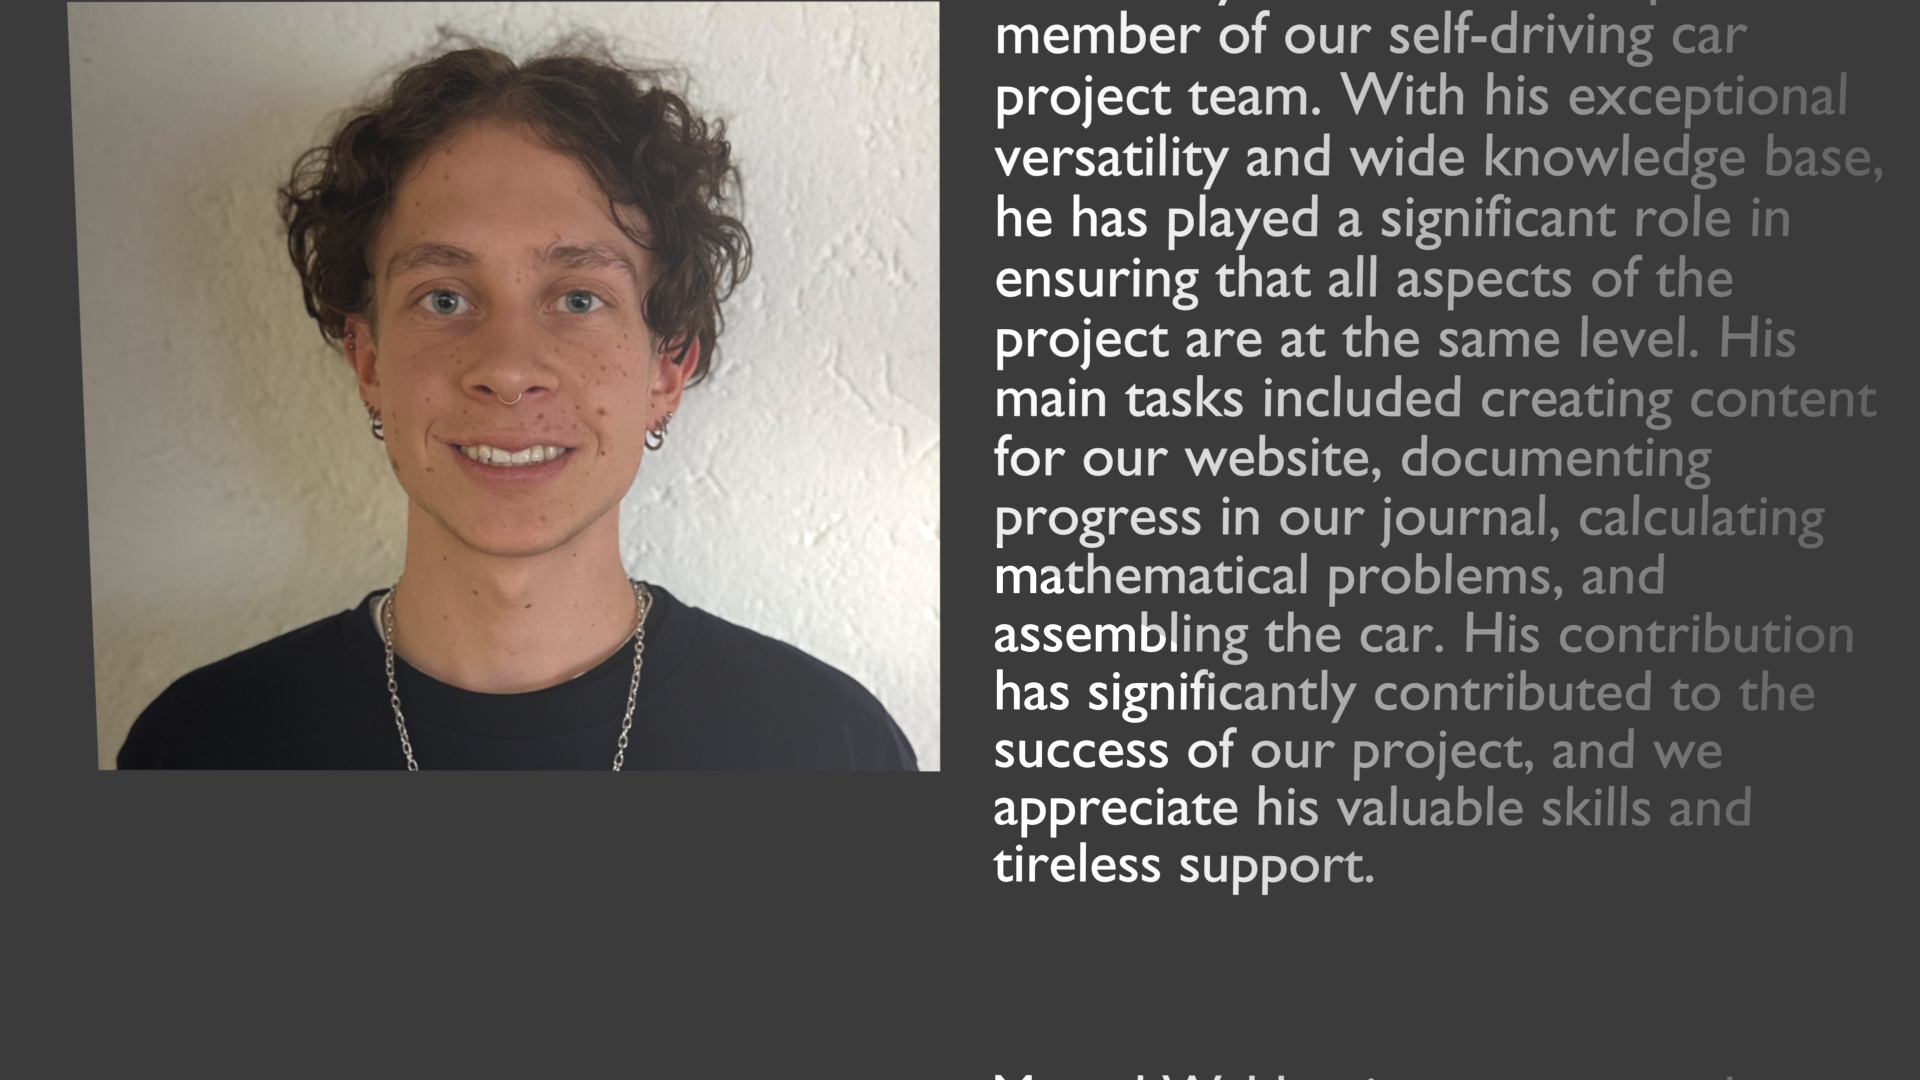 member of our self-driving car
project team. With his exceptional
versatility and wide knowledge base,
he has played a significant role in
ensuring that all aspects of the
project are at the same level. His
main tasks included creating content
for our website, documenting
progress in our journal, calculating
mathematical problems, and
assembling the car. His contribution
has significantly contributed to the
success of our project, and we
appreciate his valuable skills and
tireless support.